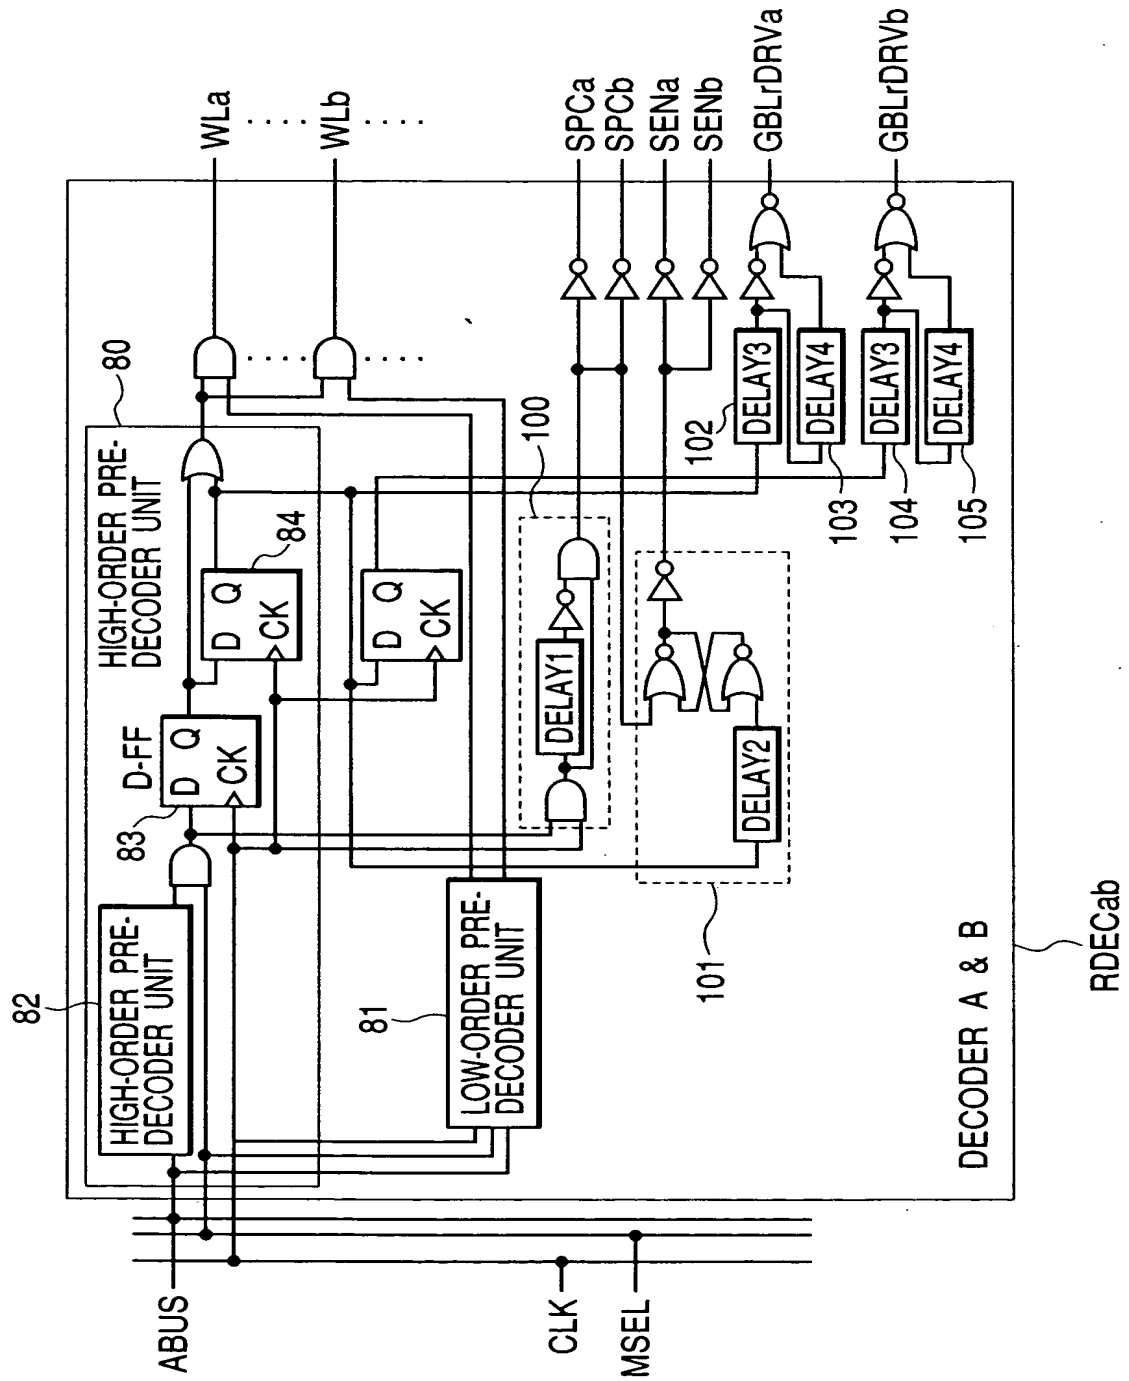 WLa
WLb
SPCa
SPCb
SENa
SENb
GBLrDRVa
GBLrDRVb
80
HIGH-ORDER PRE-
DECODER UNIT
84
D Q
CK
D-FF
D Q
CK
83
D Q
CK
82
HIGH-ORDER PRE-
DECODER UNIT
81
LOW-ORDER PRE-
DECODER UNIT
100
DELAY1
101
DELAY2
102
DELAY3
DELAY4
103
DELAY3
104
DELAY4
105
DECODER A & B
RDECab
ABUS
CLK
MSEL